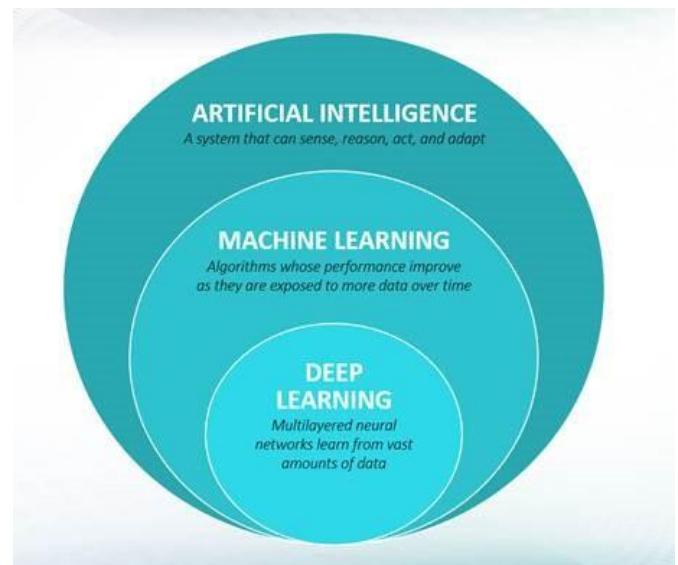 ARTIFICIAL INTELLIGENCE
A system that can sense, reason, act, and adapt
MACHINE LEARNING
Algorithms whose performance improve
as they are exposed to more data over time
DEEP
LEARNING
Multilayered neural
networks learn from vast
amounts of data